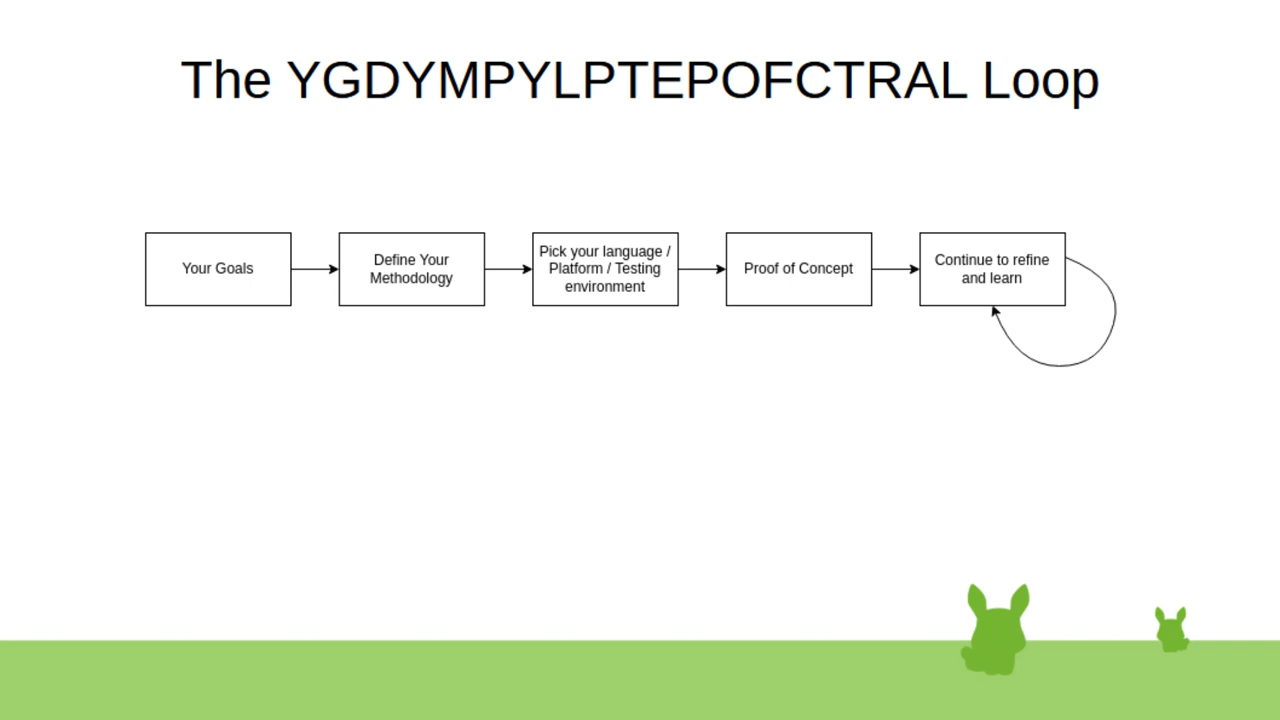 The YGDYMPYLPTEPOFCTRAL Loop
Your Goals
Define Your
Methodology
Pick your language /
Platform / Testing
environment
Proof of Concept
Continue to refine
and learn